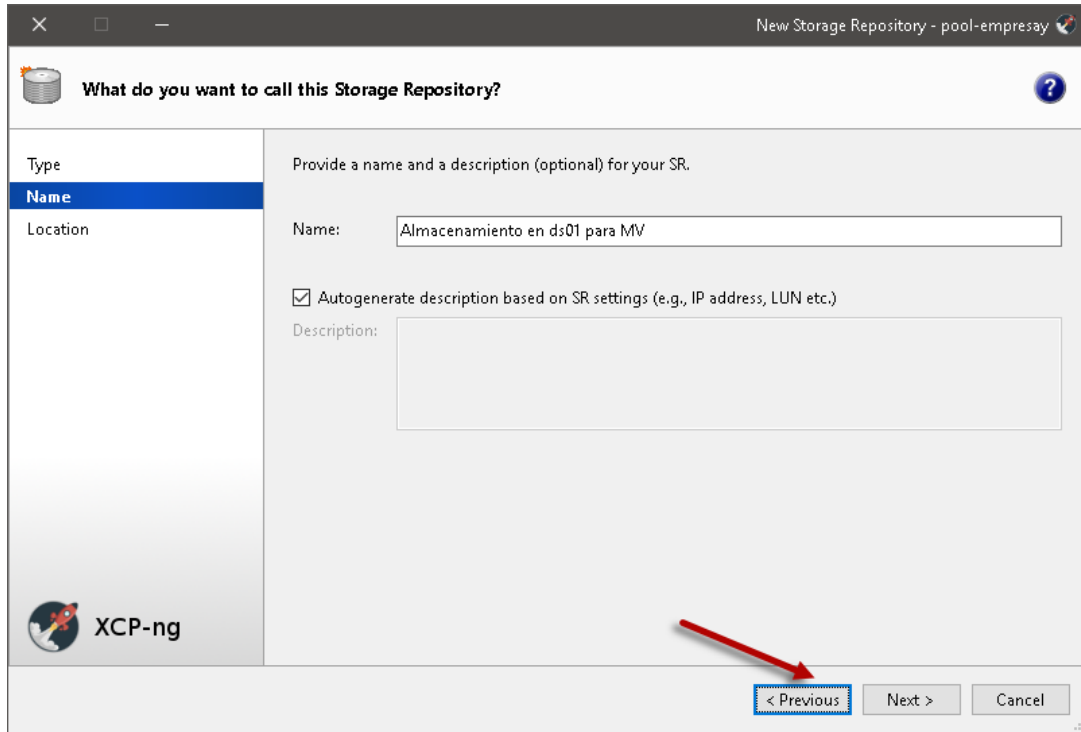 New Storage Repository - pool-empresay
What do you want to call this Storage Repository?
Type
Name
Location
Provide a name and a description (optional) for your SR.
Name: Almacenamiento en ds01 para MV
Autogenerate description based on SR settings (e.g., IP address, LUN etc.)
Description:
XCP-ng
< Previous Next > Cancel